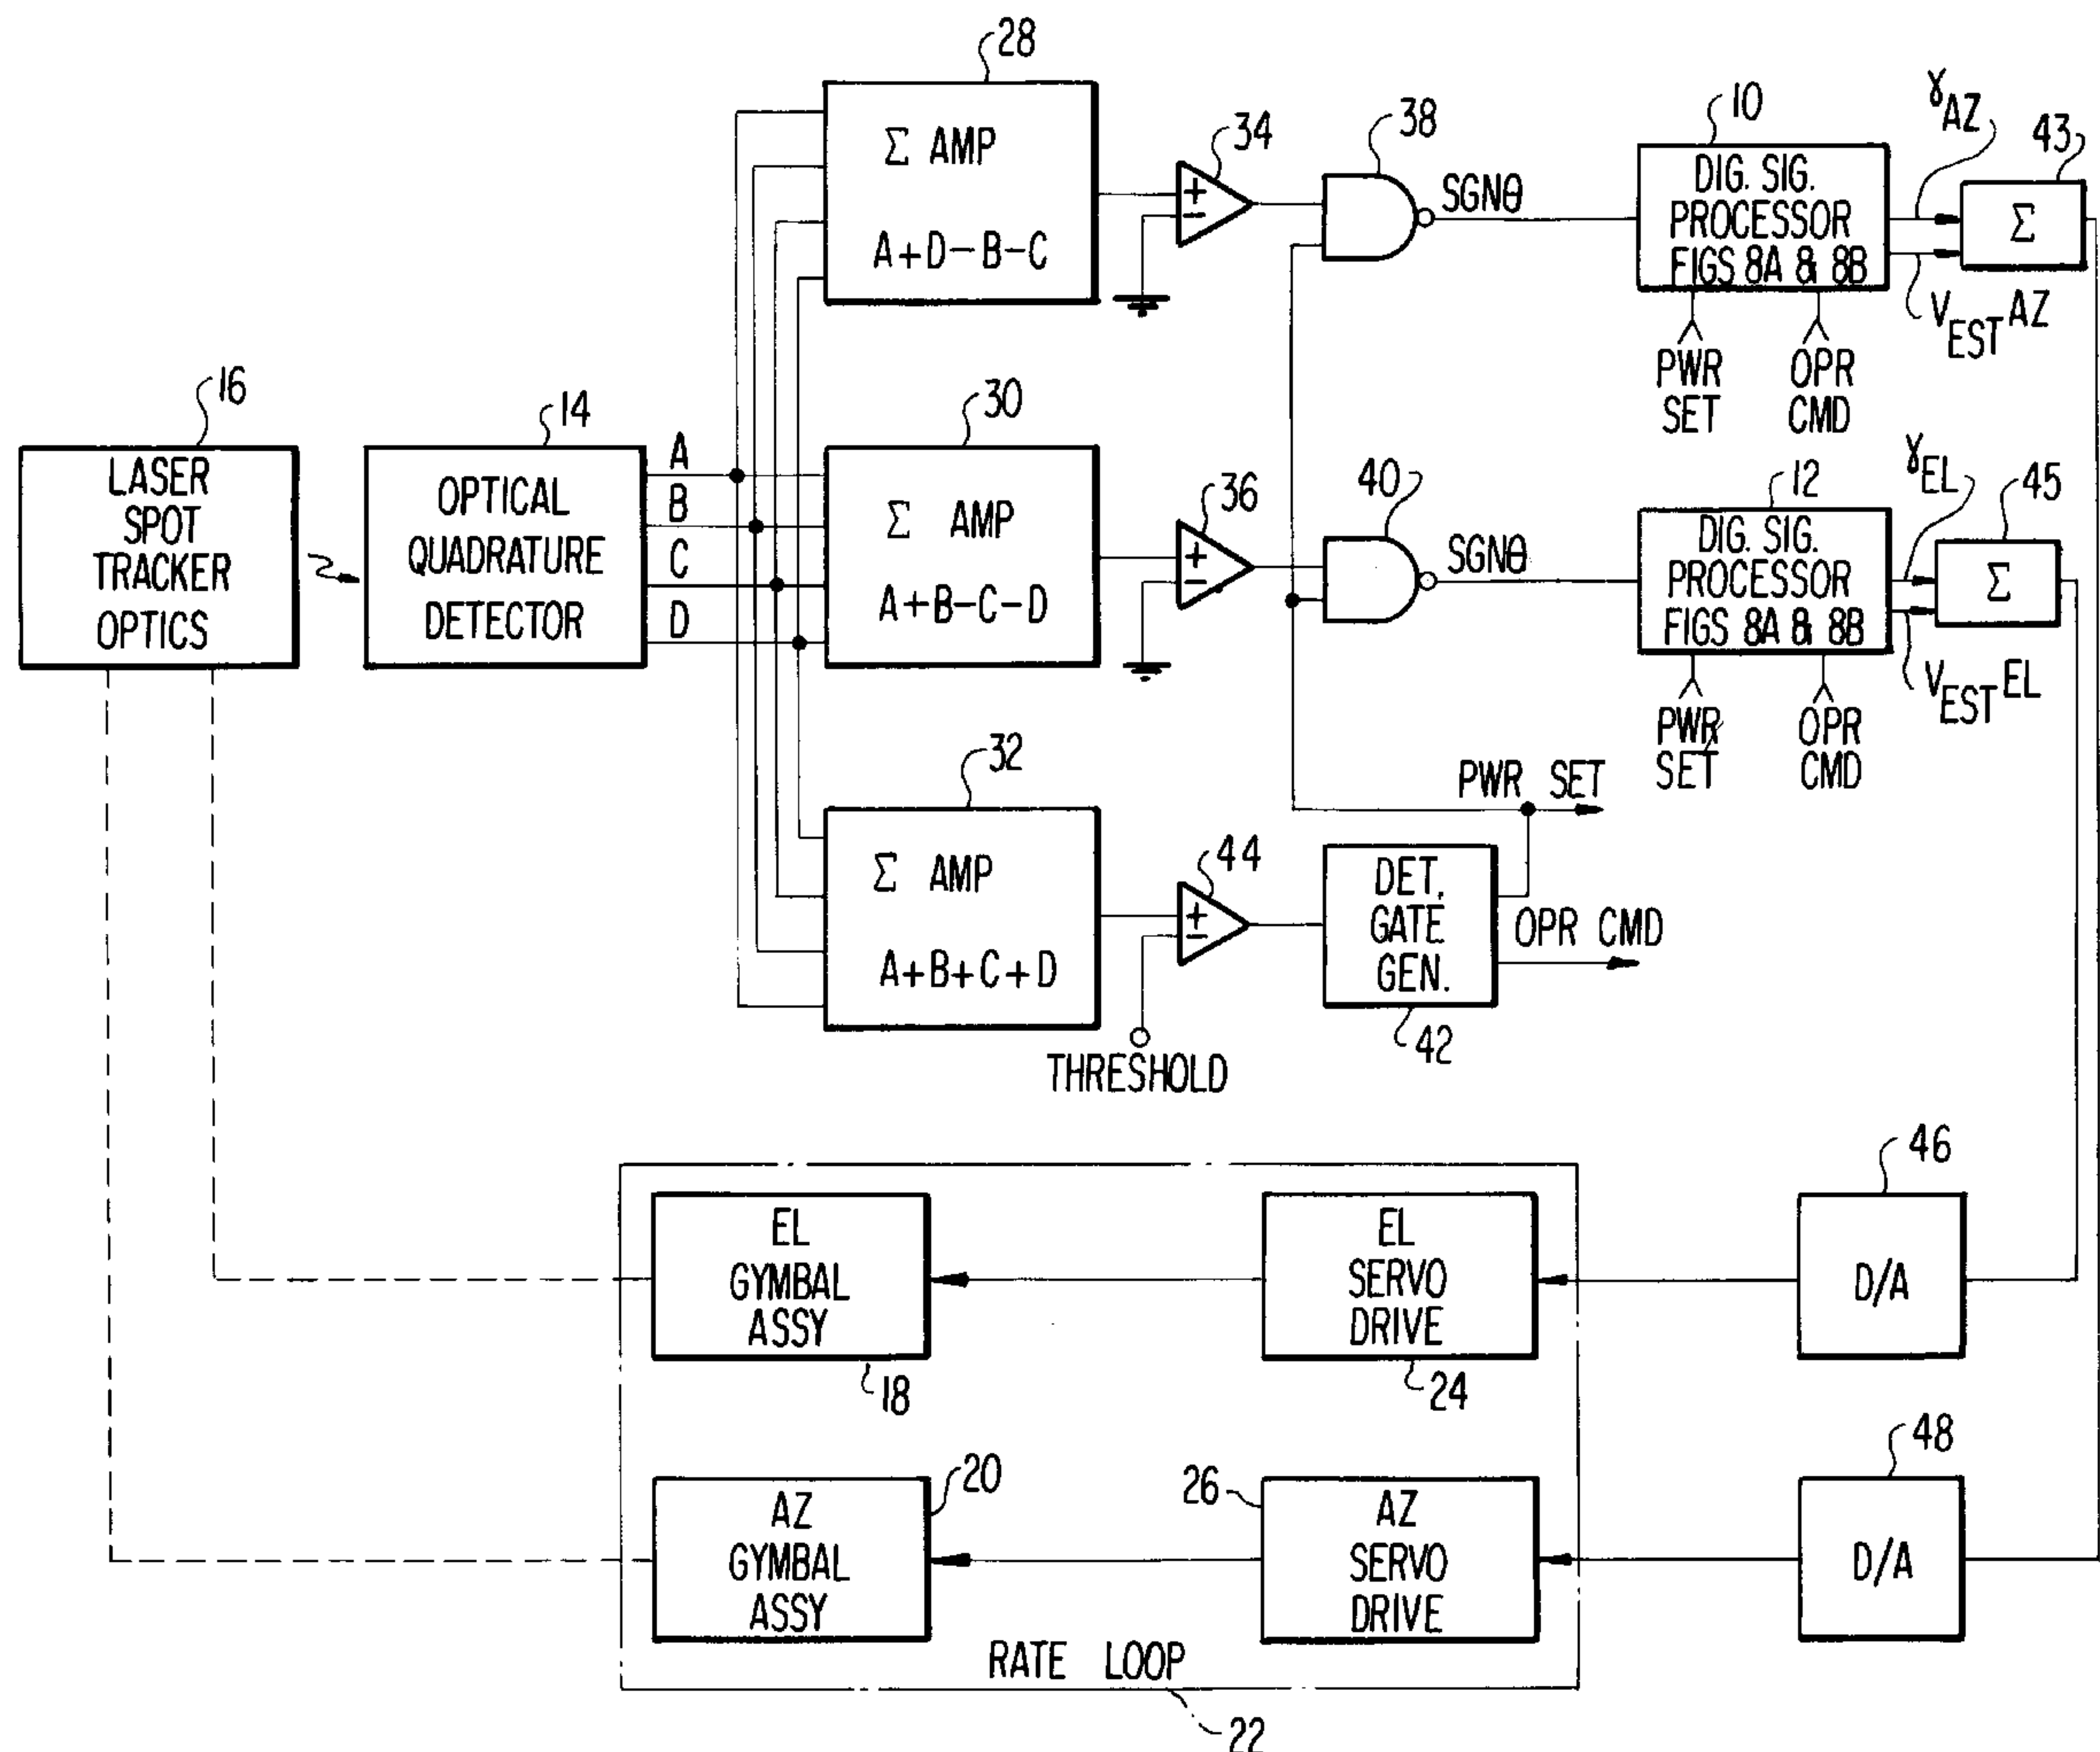 28
Σ AMP
A+D-B-C
34
+
-
38
SGNθ
10
DIG. SIG.
PROCESSOR
FIGS 8A & 8B
γAZ
VEST AZ
43
Σ
PWR
SET
OPR
CMD
16
LASER
SPOT
TRACKER
OPTICS
14
OPTICAL
QUADRATURE
DETECTOR
A
B
C
D
30
Σ AMP
A+B-C-D
36
+
-
40
SGNθ
12
DIG. SIG.
PROCESSOR
FIGS 8A & 8B
γEL
VEST EL
45
Σ
PWR
SET
OPR
CMD
32
Σ AMP
A+B+C+D
44
+
-
THRESHOLD
DET.
GATE
GEN.
42
PWR SET
OPR CMD
EL
GYMBAL
ASSY
18
EL
SERVO
DRIVE
24
46
D/A
20
AZ
GYMBAL
ASSY
26
AZ
SERVO
DRIVE
48
D/A
RATE LOOP
22